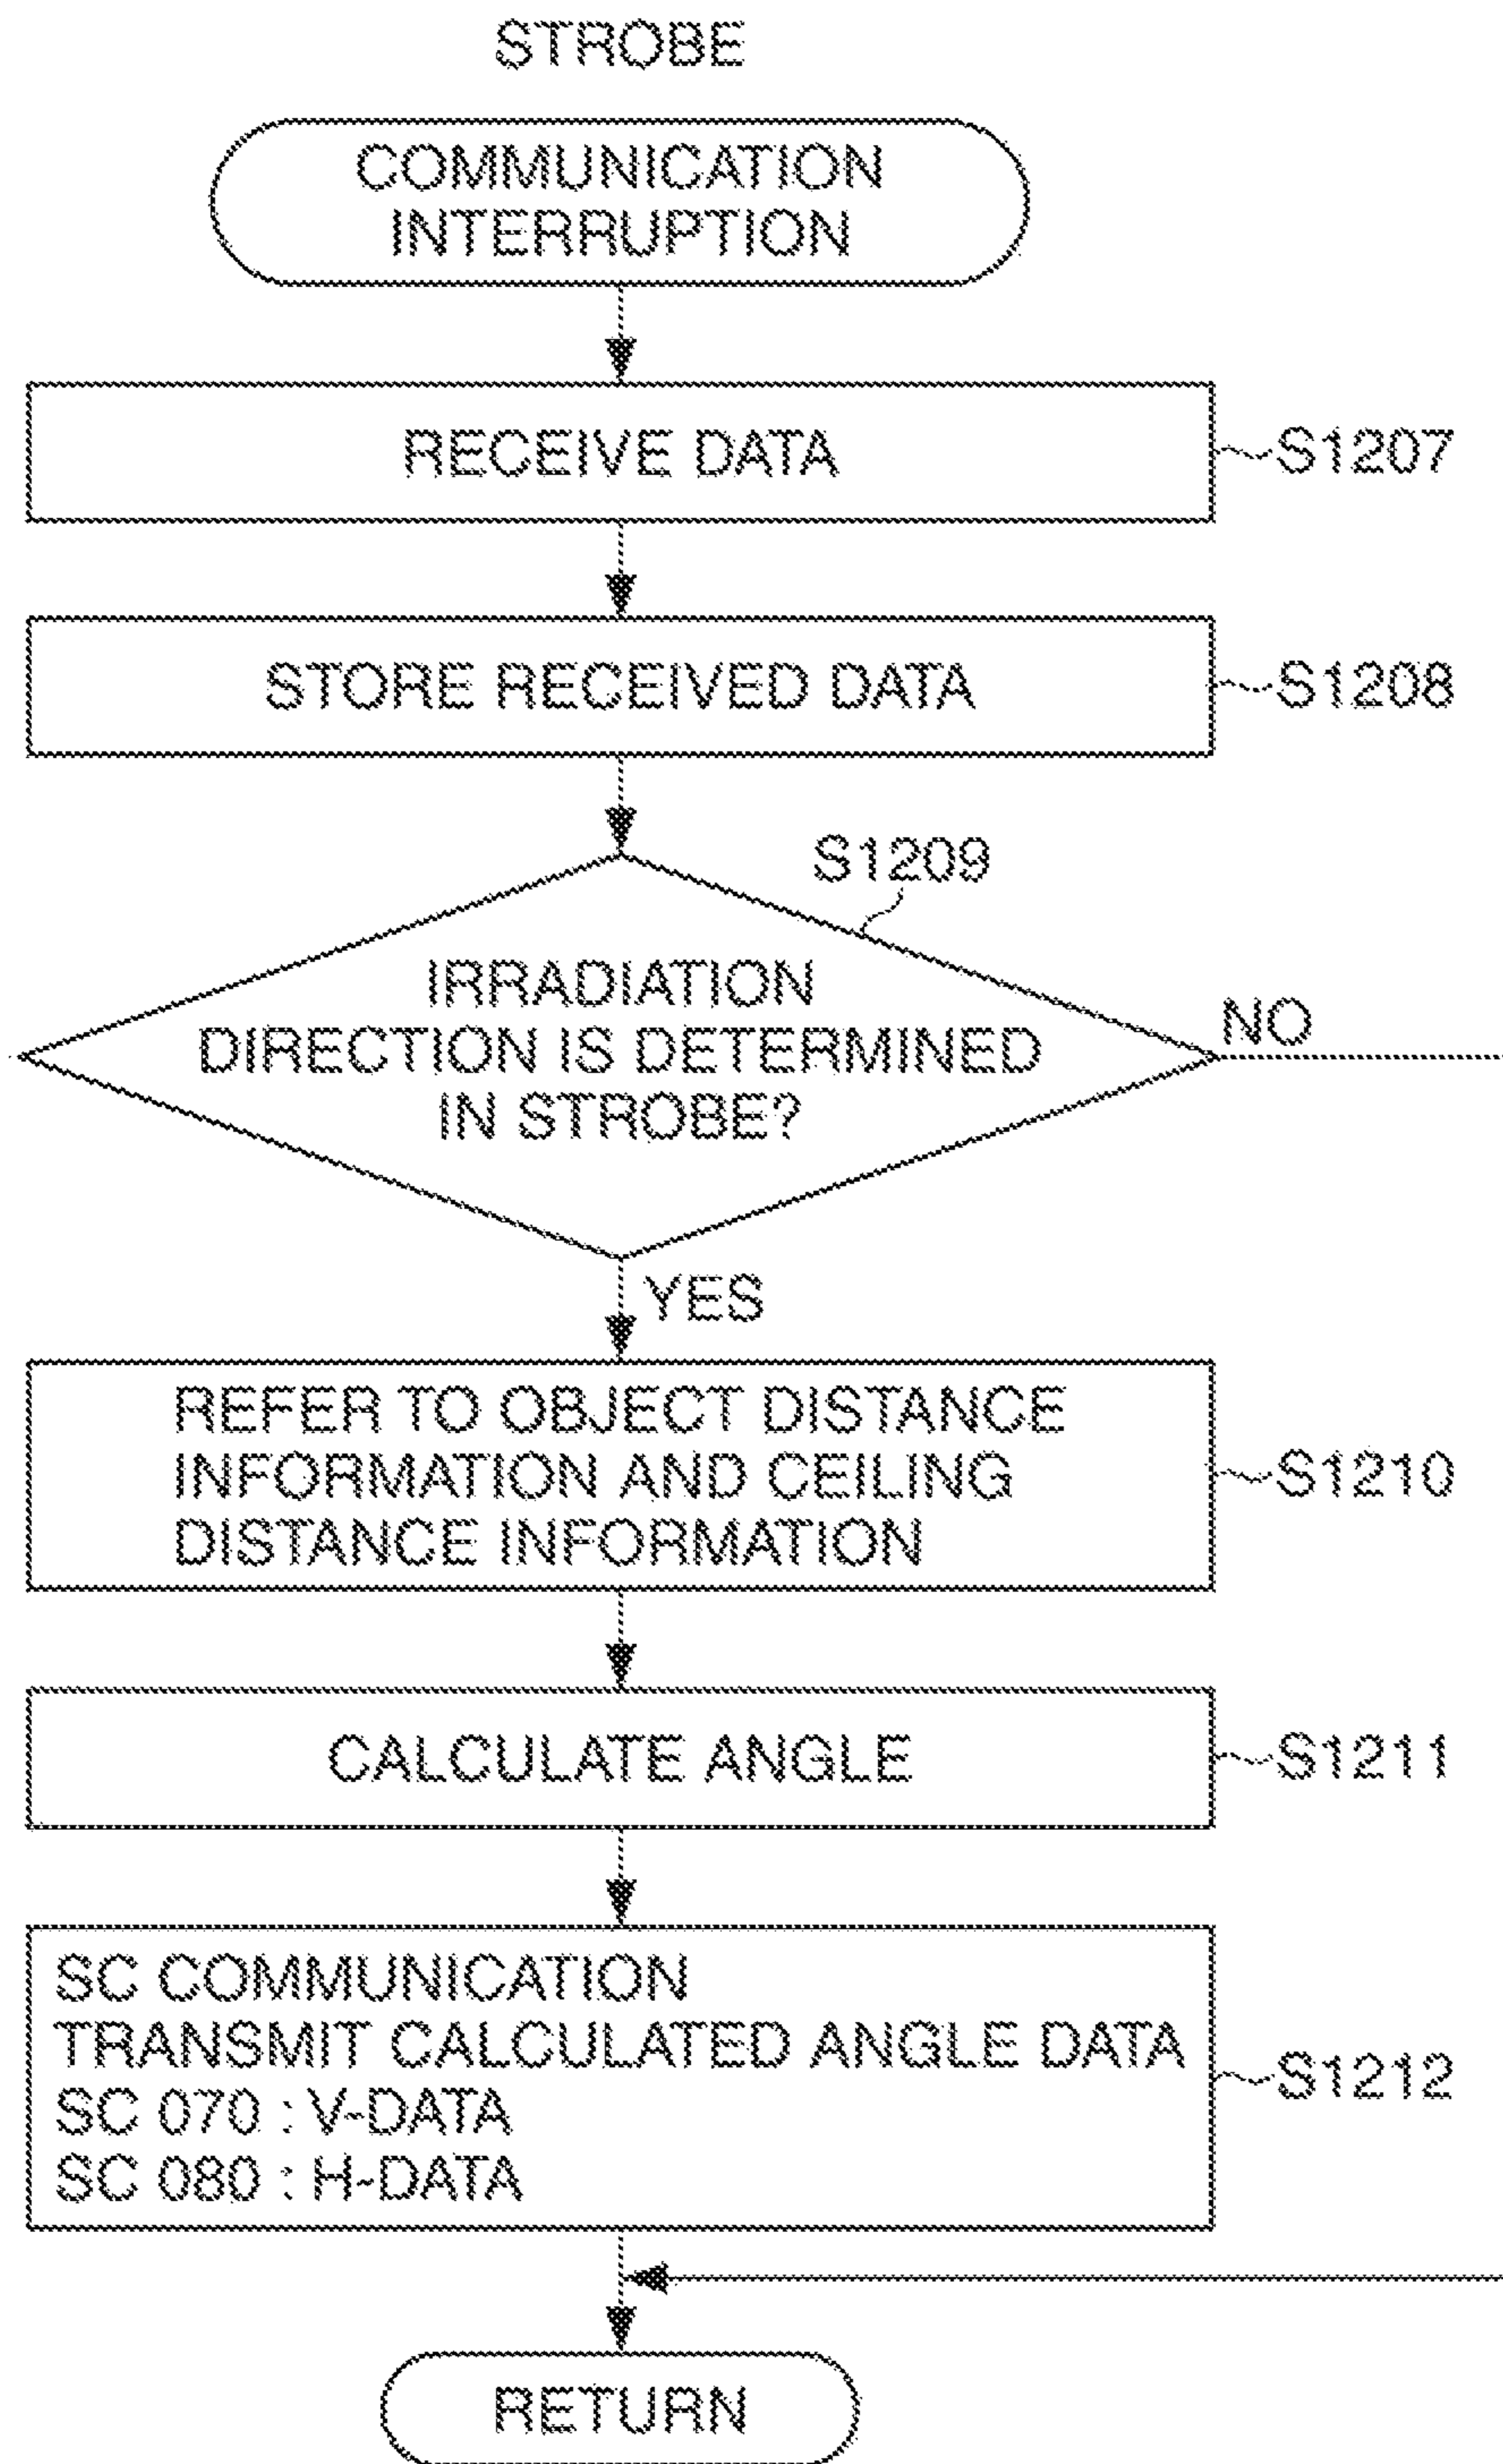 STROBE
COMMUNICATION
INTERRUPTION
RECEIVE DATA
S1207
STORE RECEIVED DATA
S1208
S1209
IRRADIATION
DIRECTION IS DETERMINED
IN STROBE?
NO
YES
REFER TO OBJECT DISTANCE
INFORMATION AND CEILING
DISTANCE INFORMATION
S1210
CALCULATE ANGLE
S1211
SC COMMUNICATION
TRANSMIT CALCULATED ANGLE DATA
SC 070 : V-DATA
SC 080 : H-DATA
S1212
RETURN